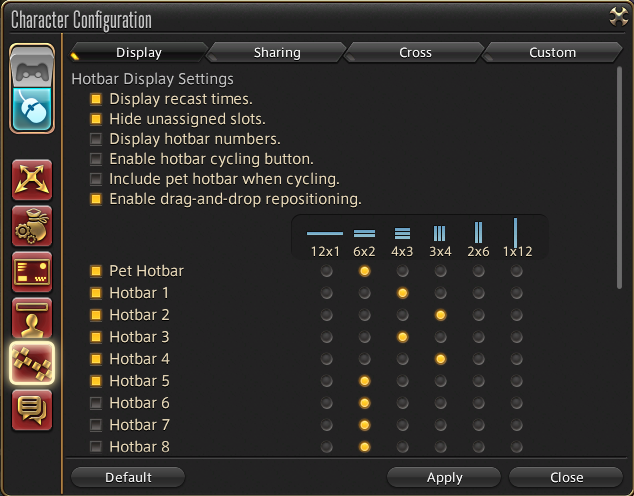 Character Configuration
Display Sharing Cross Custom
Hotbar Display Settings
Display recast times.
Hide unassigned slots.
Display hotbar numbers.
Enable hotbar cycling button.
Include pet hotbar when cycling.
Enable drag-and-drop repositioning.
12x1 6x2 4x3 3x4 2x6 1x12
Pet Hotbar
Hotbar 1
Hotbar 2
Hotbar 3
Hotbar 4
Hotbar 5
Hotbar 6
Hotbar 7
Hotbar 8
Default Apply Close